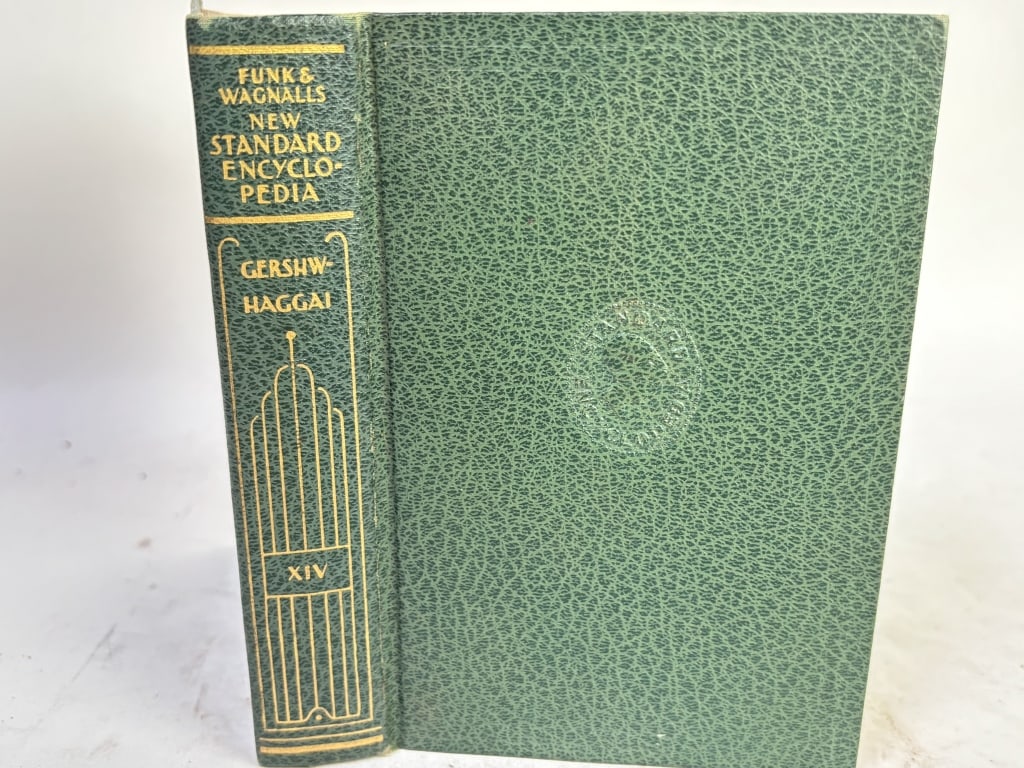 FUNK &
WAGNALLS
NEW
STANDARD
ENCYCLO-
PEDIA
GERSHW-
HAGGAI
XIV